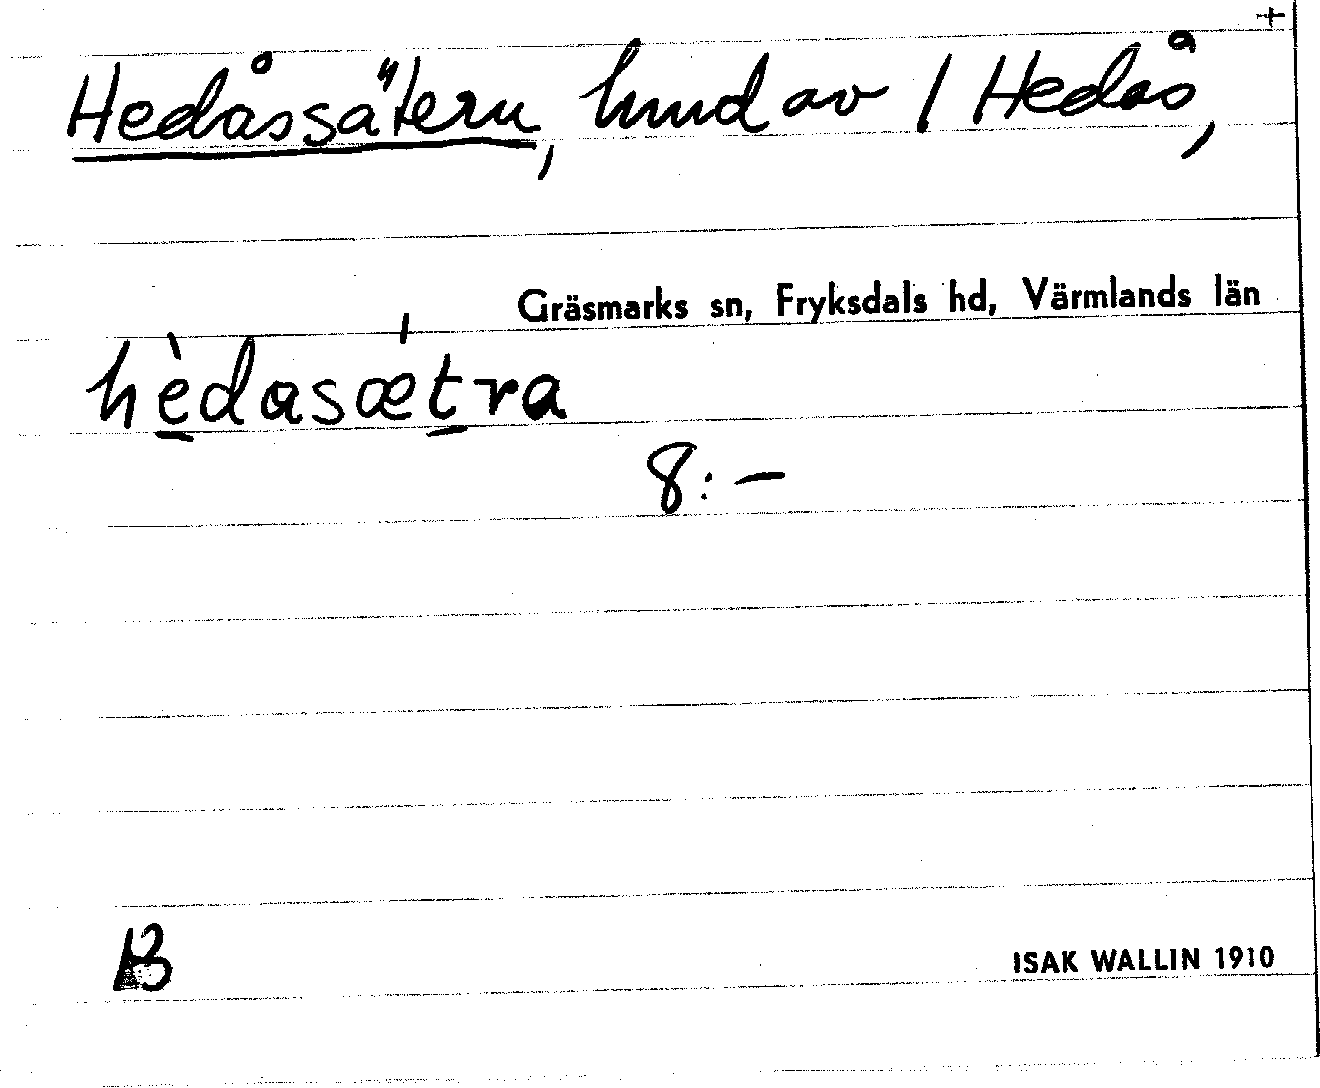 +
Hedåssätern, hmd av 1 Hedås,
Gräsmarks sn, Fryksdals hd, Värmlands län
hèdasætra
8:-
B
ISAK WALLIN 1910